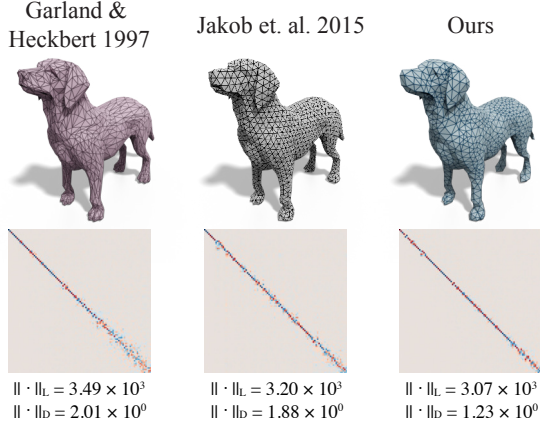 Garland &
Heckbert 1997
Jakob et. al. 2015
Ours
‖ · ‖L = 3.49 × 10³
‖ · ‖D = 2.01 × 10⁰
‖ · ‖L = 3.20 × 10³
‖ · ‖D = 1.88 × 10⁰
‖ · ‖L = 3.07 × 10³
‖ · ‖D = 1.23 × 10⁰